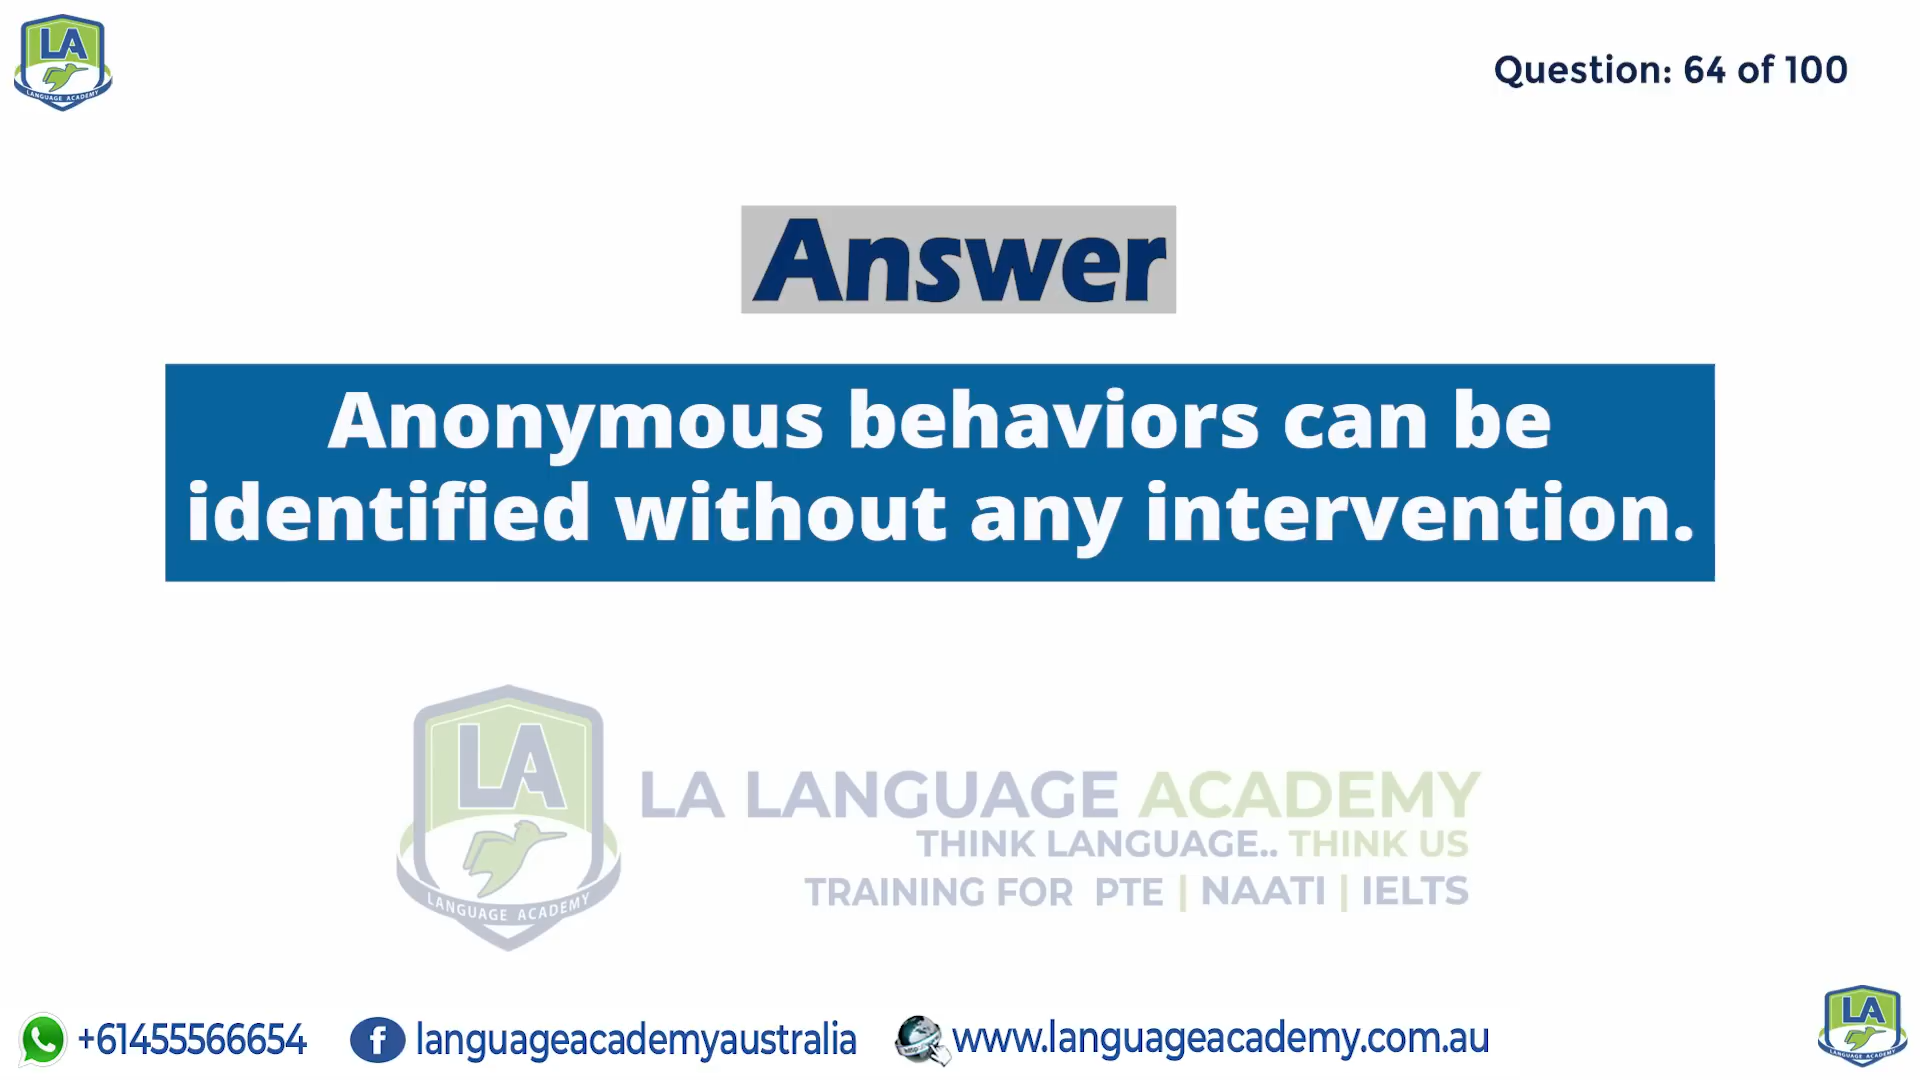 LA
LANGUAGE ACADEMY
Question: 64 of 100
Answer
Anonymous behaviors can be
identified without any intervention.
LA
LANGUAGE ACADEMY
LA LANGUAGE ACADEMY
THINK LANGUAGE.. THINK US
TRAINING FOR PTE | NAATI | IELTS
+61455566654
languageacademyaustralia
www.languageacademy.com.au
LA
LANGUAGE ACADEMY